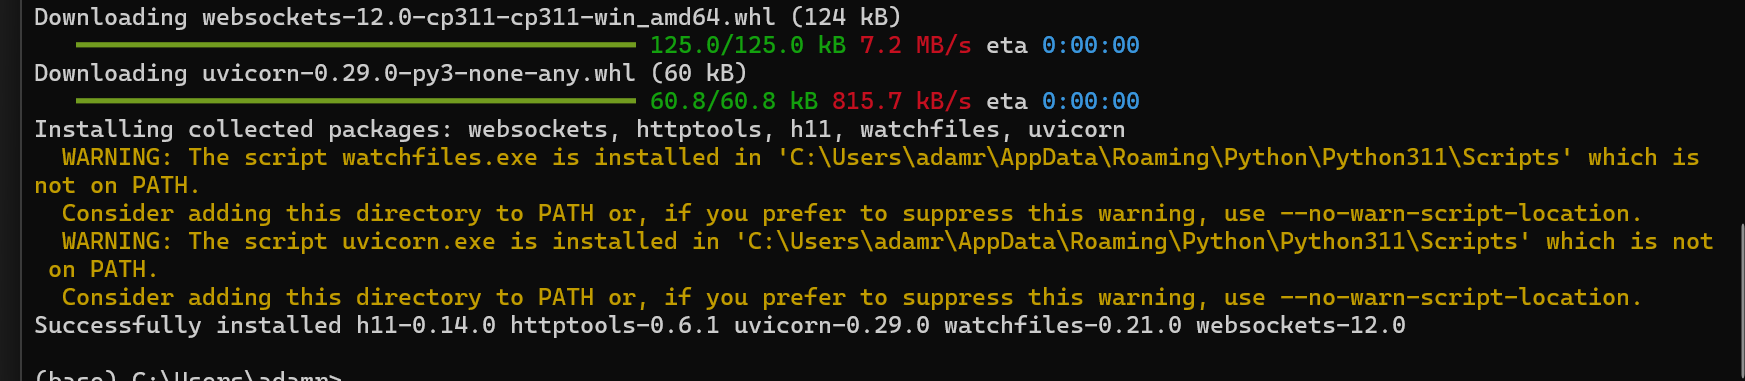 Downloading websockets-12.0-cp311-cp311-win_amd64.whl (124 kB)
125.0/125.0 kB 7.2 MB/s eta 0:00:00
Downloading uvicorn-0.29.0-py3-none-any.whl (60 kB)
60.8/60.8 kB 815.7 kB/s eta 0:00:00
Installing collected packages: websockets, httptools, h11, watchfiles, uvicorn
WARNING: The script watchfiles.exe is installed in 'C:\Users\adamr\AppData\Roaming\Python\Python311\Scripts' which is
not on PATH.
Consider adding this directory to PATH or, if you prefer to suppress this warning, use --no-warn-script-location.
WARNING: The script uvicorn.exe is installed in 'C:\Users\adamr\AppData\Roaming\Python\Python311\Scripts' which is not
on PATH.
Consider adding this directory to PATH or, if you prefer to suppress this warning, use --no-warn-script-location.
Successfully installed h11-0.14.0 httptools-0.6.1 uvicorn-0.29.0 watchfiles-0.21.0 websockets-12.0
(base) C:\Users\adamr>